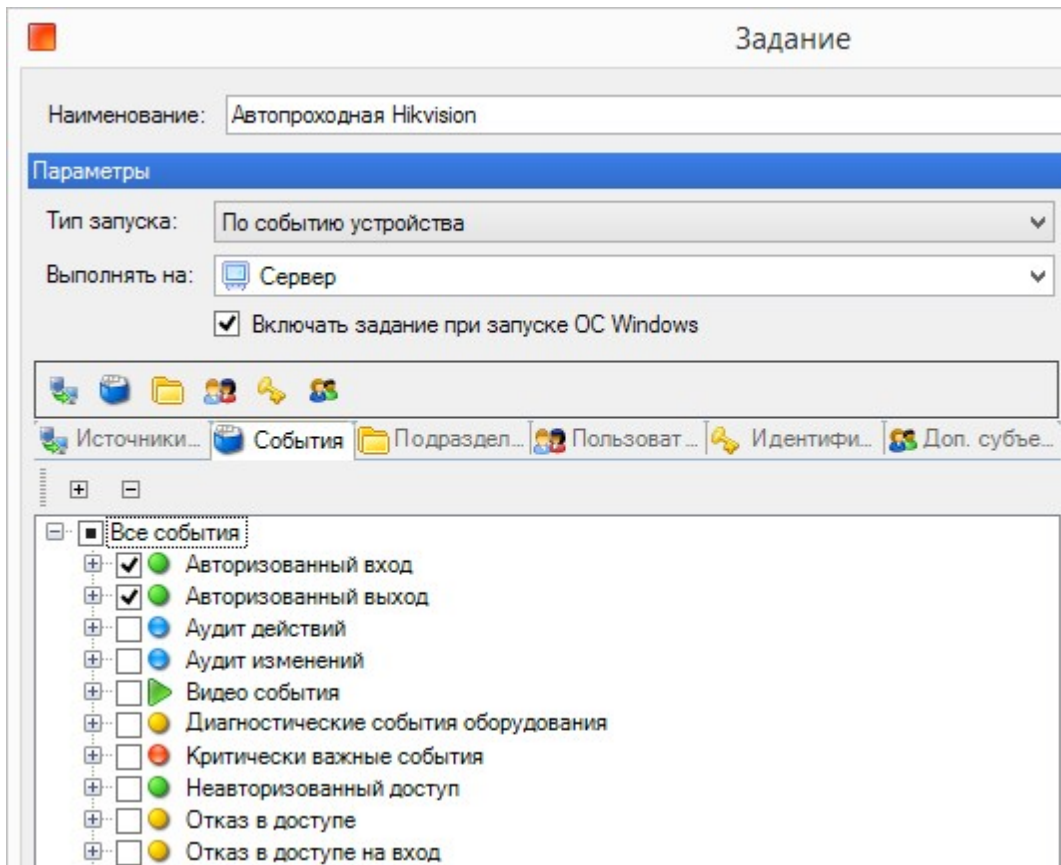 Задание
Наименование: Автопроходная Hikvision
Параметры
Тип запуска: По событию устройства
Выполнять на: Сервер
Включать задание при запуске ОС Windows
Источники... События Подраздел... Пользоват... Идентифи... Доп. субъе...
Все события
Авторизованный вход
Авторизованный выход
Аудит действий
Аудит изменений
Видео события
Диагностические события оборудования
Критически важные события
Неавторизованный доступ
Отказ в доступе
Отказ в доступе на вход